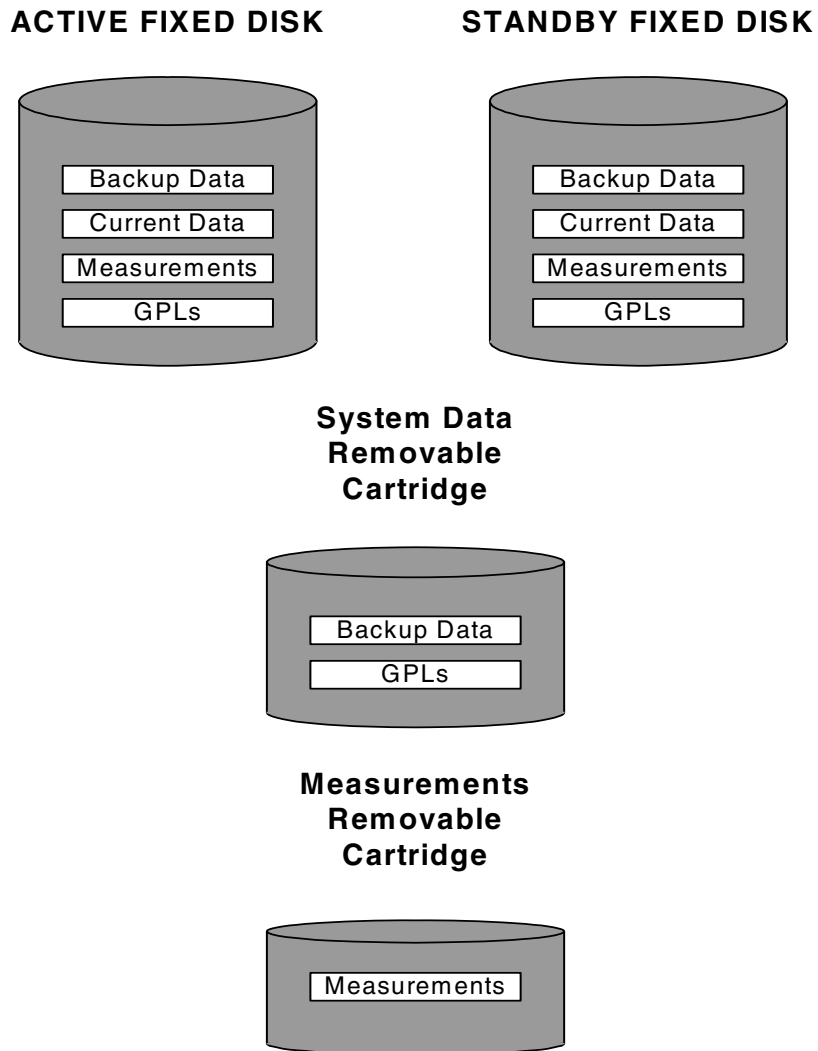 ACTIVE FIXED DISK
STANDBY FIXED DISK
Backup Data
Current Data
Measurements
GPLs
Backup Data
Current Data
Measurements
GPLs
System Data
Removable
Cartridge
Backup Data
GPLs
Measurements
Removable
Cartridge
Measurements